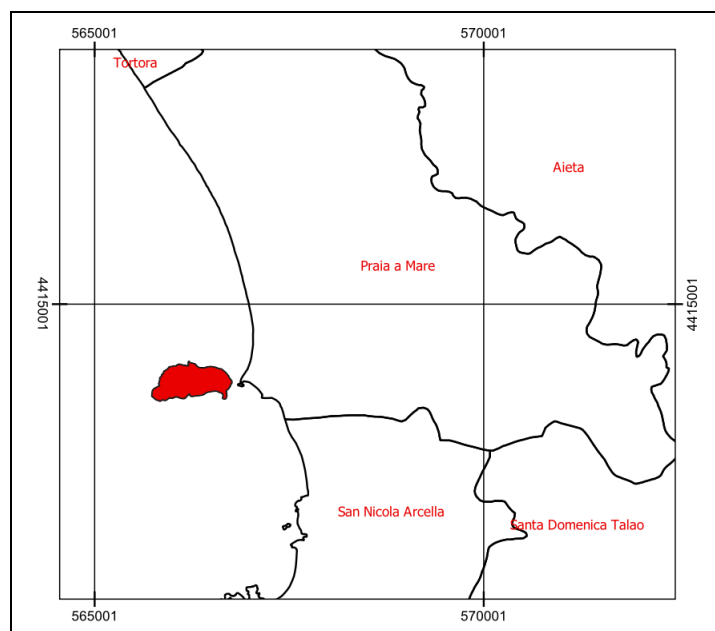 565001 570001
Tortora
Aieta
Praia a Mare
4415001 4415001
San Nicola Arcella
Santa Domenica Talao
565001 570001